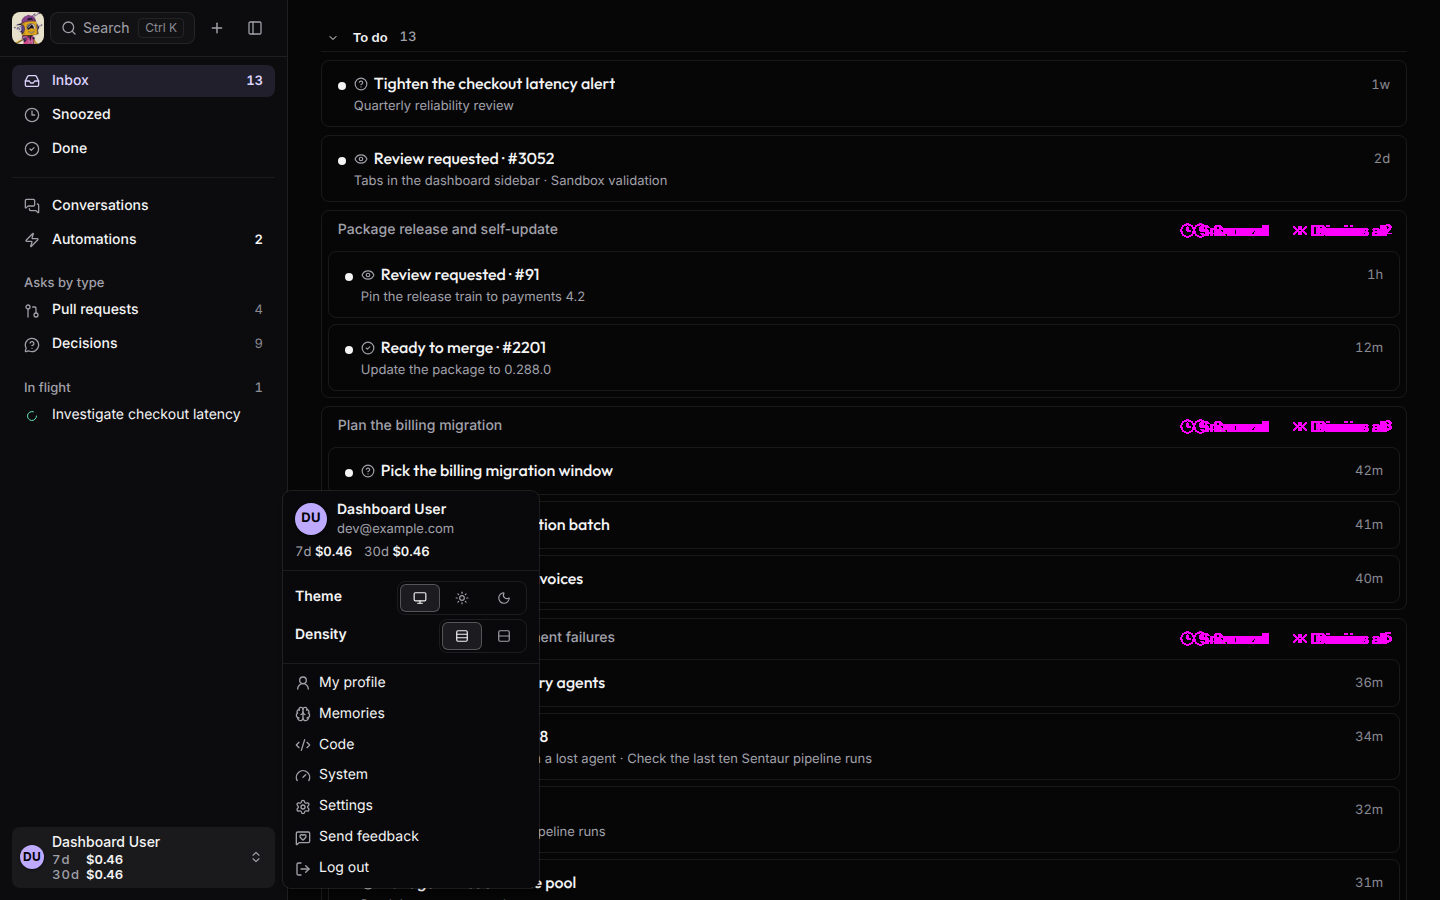 Search Ctrl K
Inbox 13
Snoozed
Done
Conversations
Automations 2
Asks by type
Pull requests 4
Decisions 9
In flight 1
Investigate checkout latency
DU Dashboard User
7d $0.46
30d $0.46
To do 13
Tighten the checkout latency alert 1w
Quarterly reliability review
Review requested · #3052 2d
Tabs in the dashboard sidebar · Sandbox validation
Package release and self-update
Review requested · #91 1h
Pin the release train to payments 4.2
Ready to merge · #2201 12m
Update the package to 0.288.0
Plan the billing migration
Pick the billing migration window 42m
batch 41m
40m
failures
agents 36m
34m
a lost agent · Check the last ten Sentaur pipeline runs
32m
runs
pool 31m
DU Dashboard User
dev@example.com
7d $0.46 30d $0.46
Theme
Density
My profile
Memories
Code
System
Settings
Send feedback
Log out